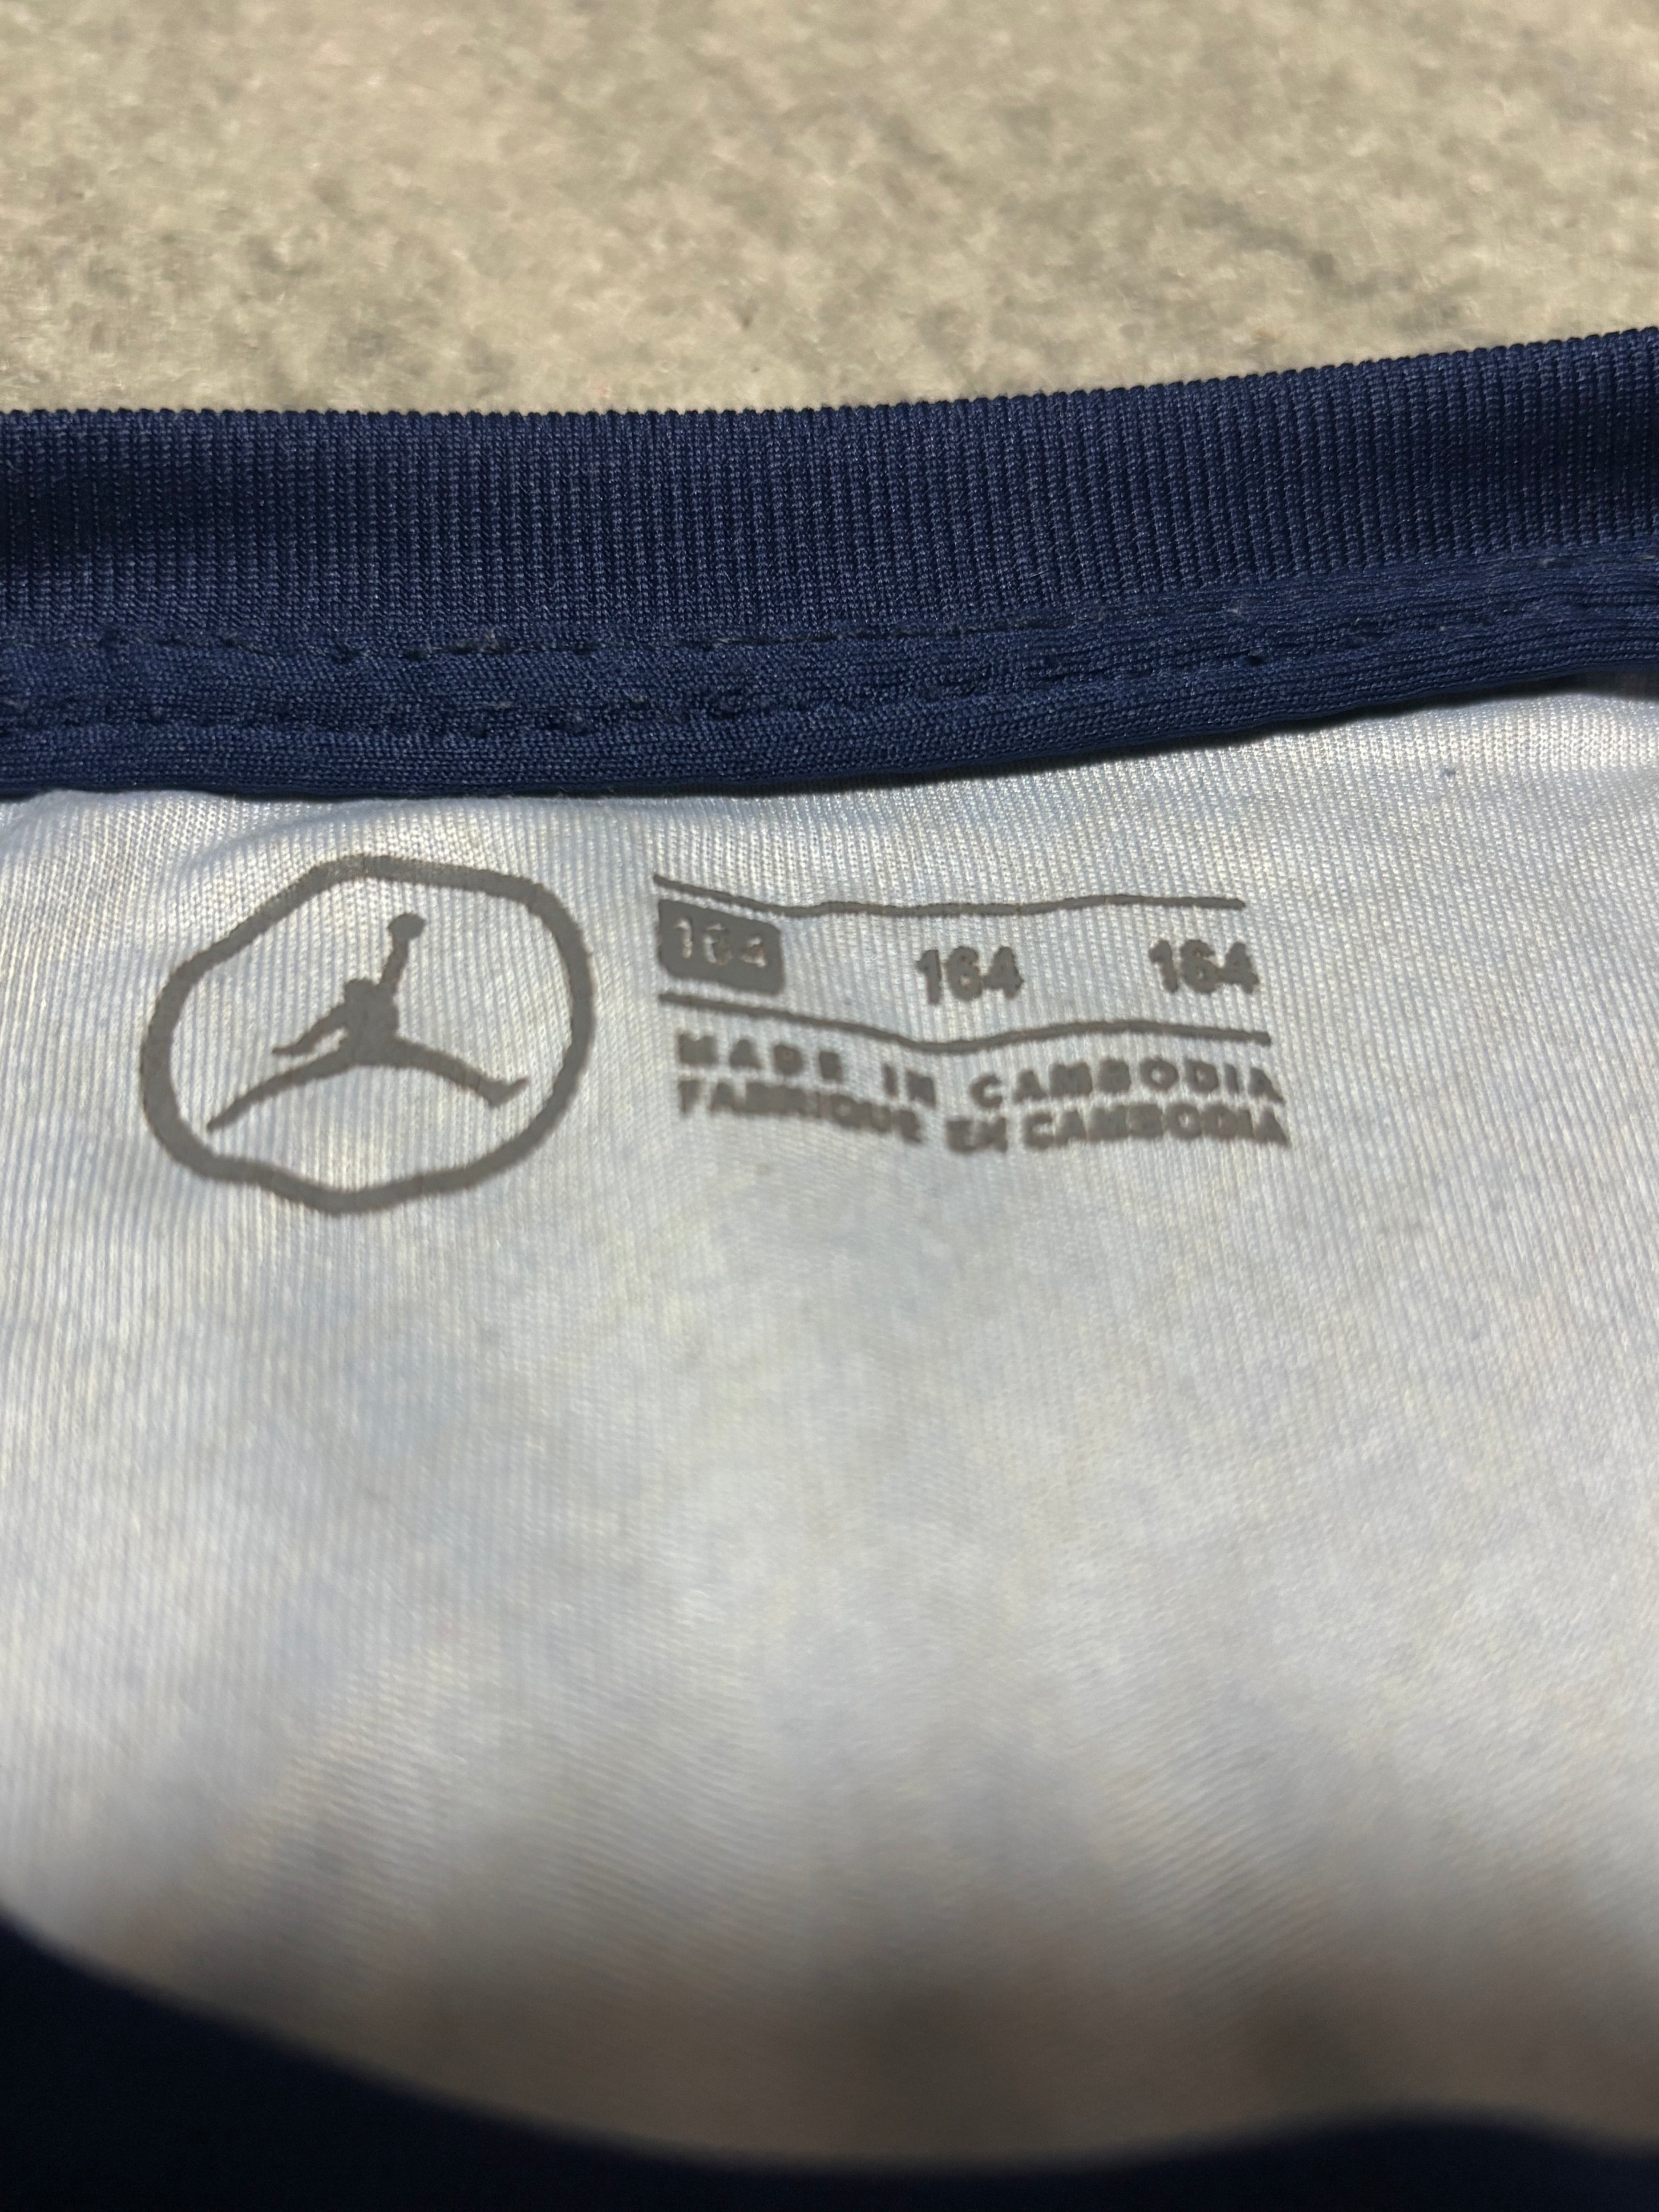 164 164 164
MADE IN CAMBODIA
FABRIQUE EN CAMBODIA